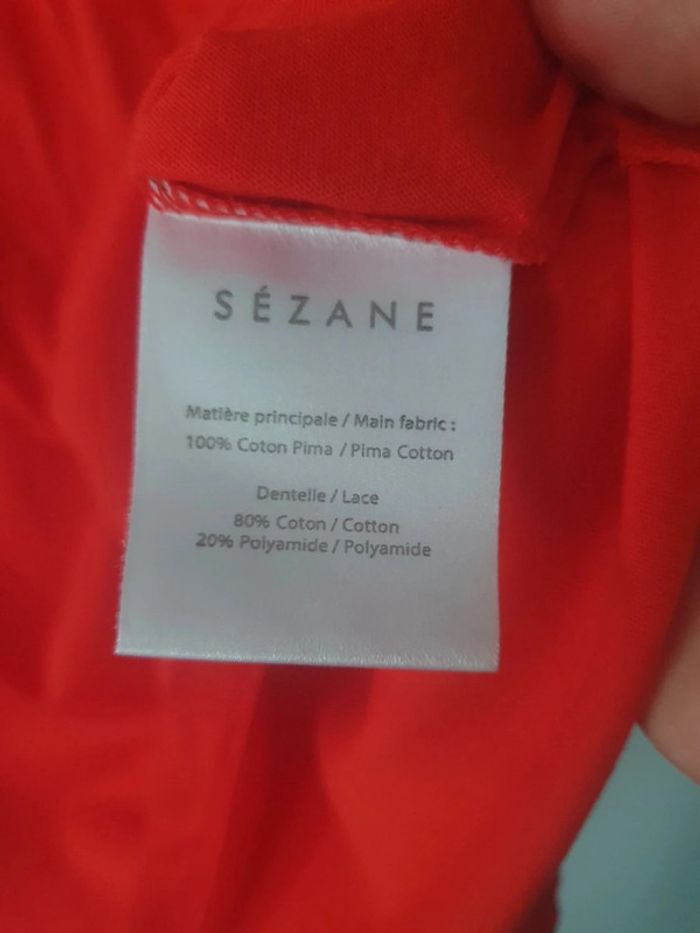 SÉZANE
Matière principale / Main fabric :
100% Coton Pima / Pima Cotton
Dentelle / Lace
80% Coton / Cotton
20% Polyamide / Polyamide